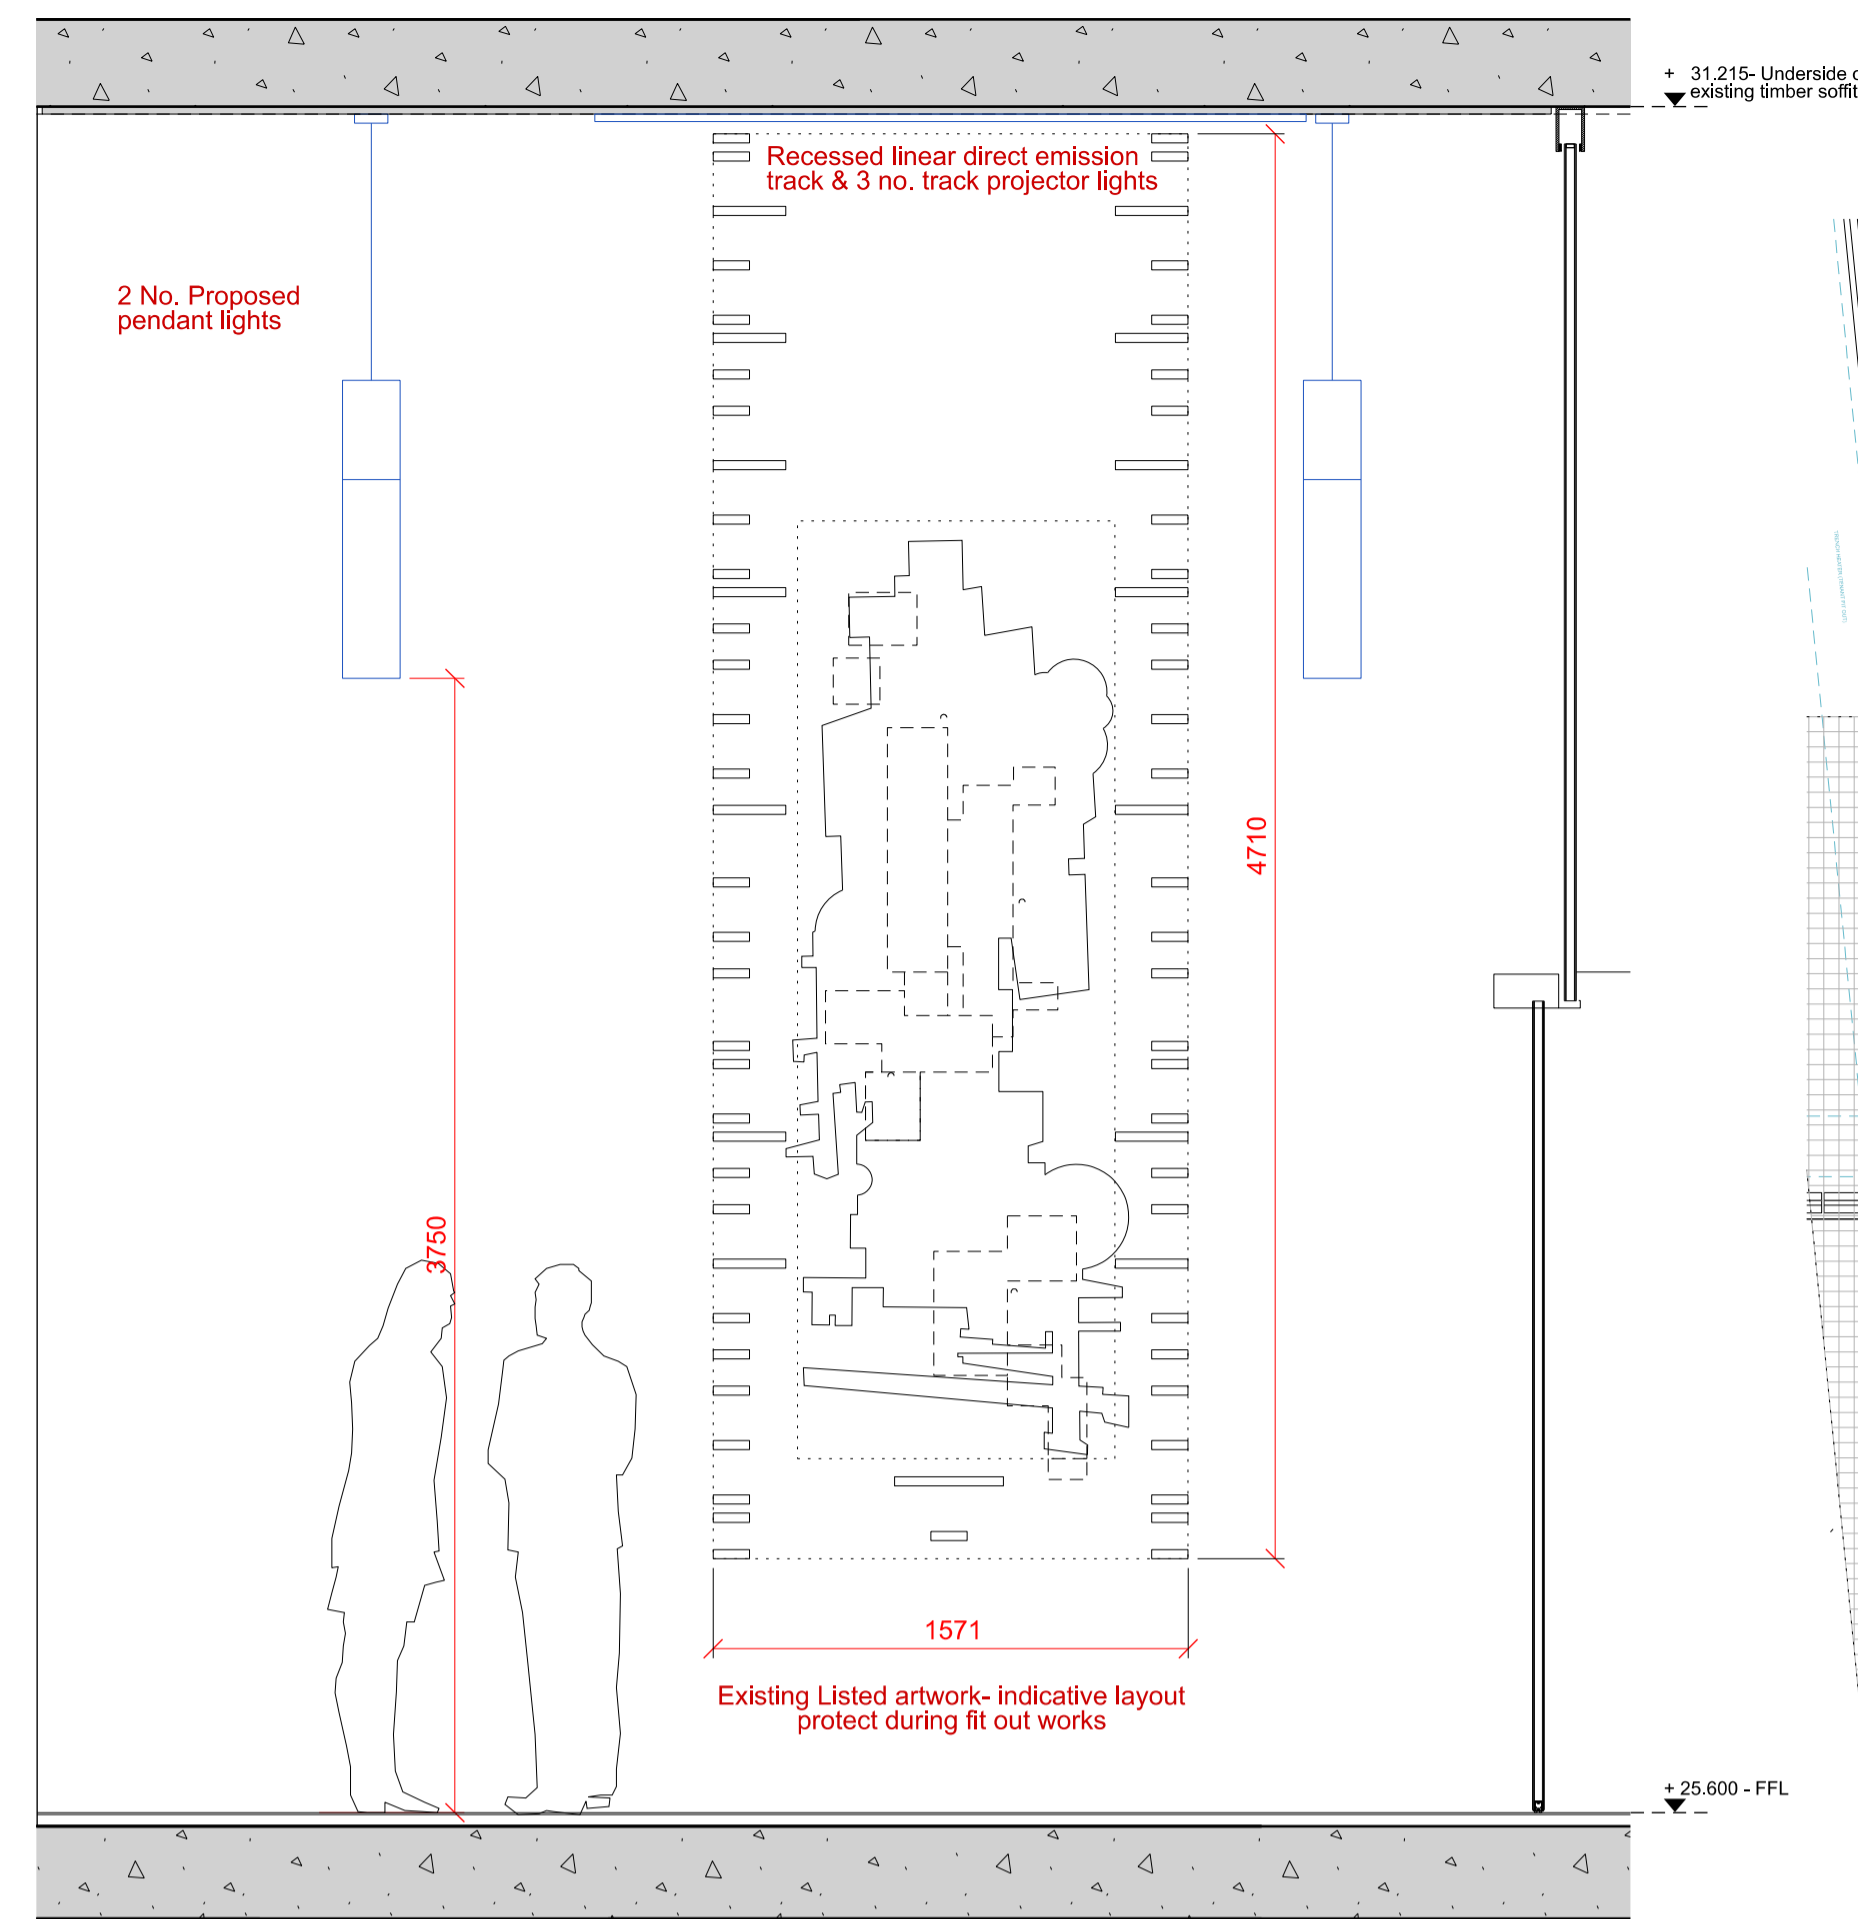 + 31.215- Underside
existing timber soffit
Recessed linear direct emission
track & 3 no. track projector lights
2 No. Proposed
pendant lights
4710
3750
1571
Existing Listed artwork- indicative layout
protect during fit out works
+ 25.600 - FFL